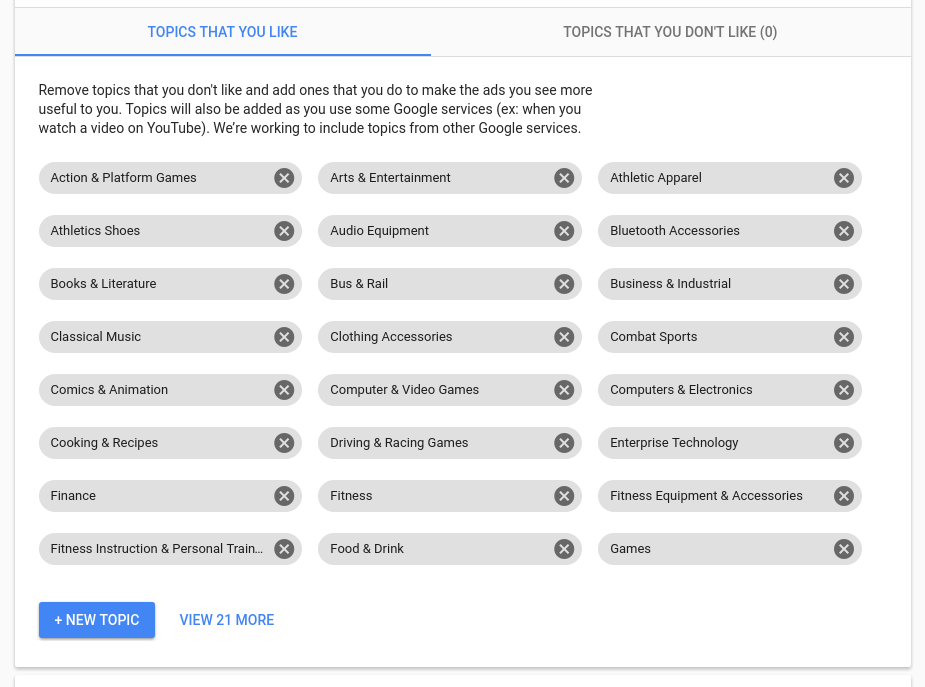 TOPICS THAT YOU LIKE
TOPICS THAT YOU DON'T LIKE (0)
Remove topics that you don't like and add ones that you do to make the ads you see more
useful to you. Topics will also be added as you use some Google services (ex: when you
watch a video on YouTube). We’re working to include topics from other Google services.
Action & Platform Games
Arts & Entertainment
Athletic Apparel
Athletics Shoes
Audio Equipment
Bluetooth Accessories
Books & Literature
Bus & Rail
Business & Industrial
Classical Music
Clothing Accessories
Combat Sports
Comics & Animation
Computer & Video Games
Computers & Electronics
Cooking & Recipes
Driving & Racing Games
Enterprise Technology
Finance
Fitness
Fitness Equipment & Accessories
Fitness Instruction & Personal Train...
Food & Drink
Games
+ NEW TOPIC
VIEW 21 MORE